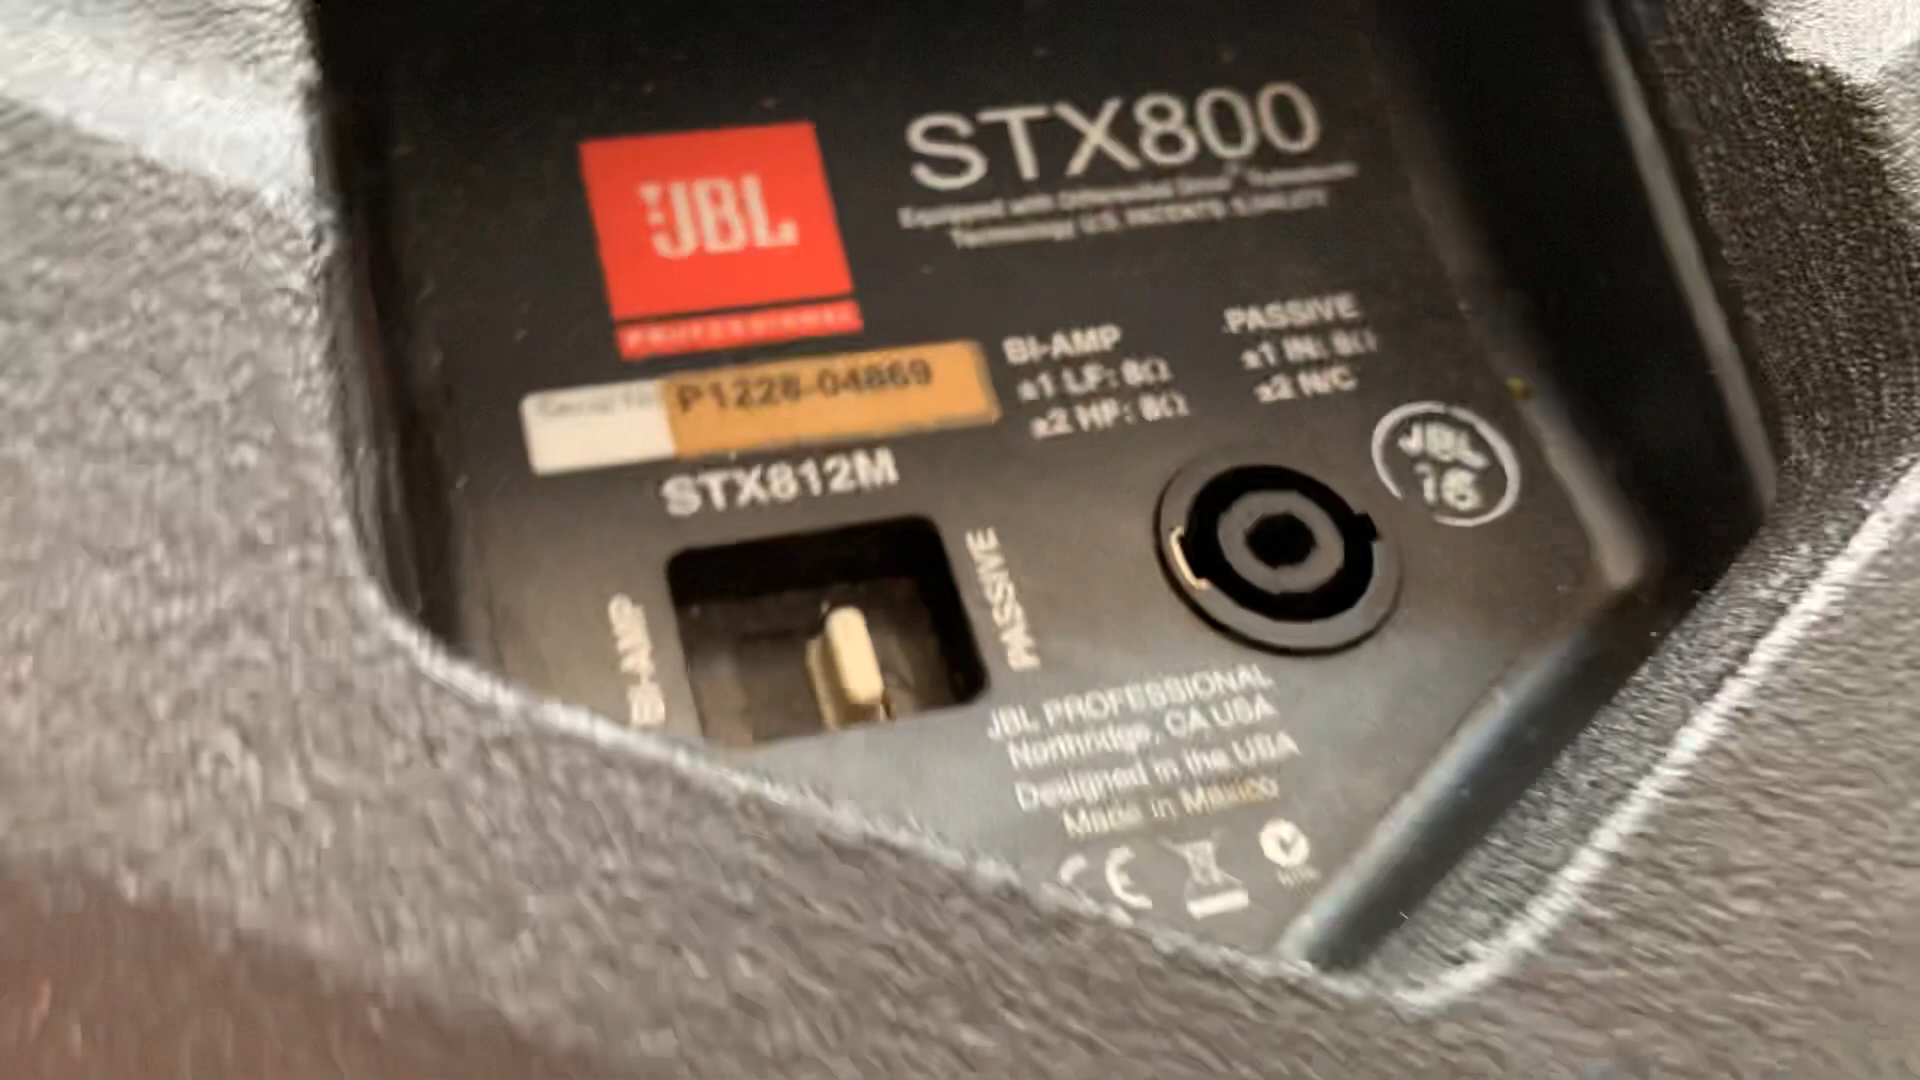 STX800
Equipped with Differential Drive® Transducer
Technology U.S. PATENTS
JBL
PROFESSIONAL
BI-AMP
±1 LF: 8Ω
±2 HF: 8Ω
PASSIVE
±1 IN: 8Ω
±2 N/C
Serial No.
P1228-04869
STX812M
JBL
16
BI-AMP
PASSIVE
JBL PROFESSIONAL
Northridge, CA USA
Designed in the USA
Made in Mexico
CE